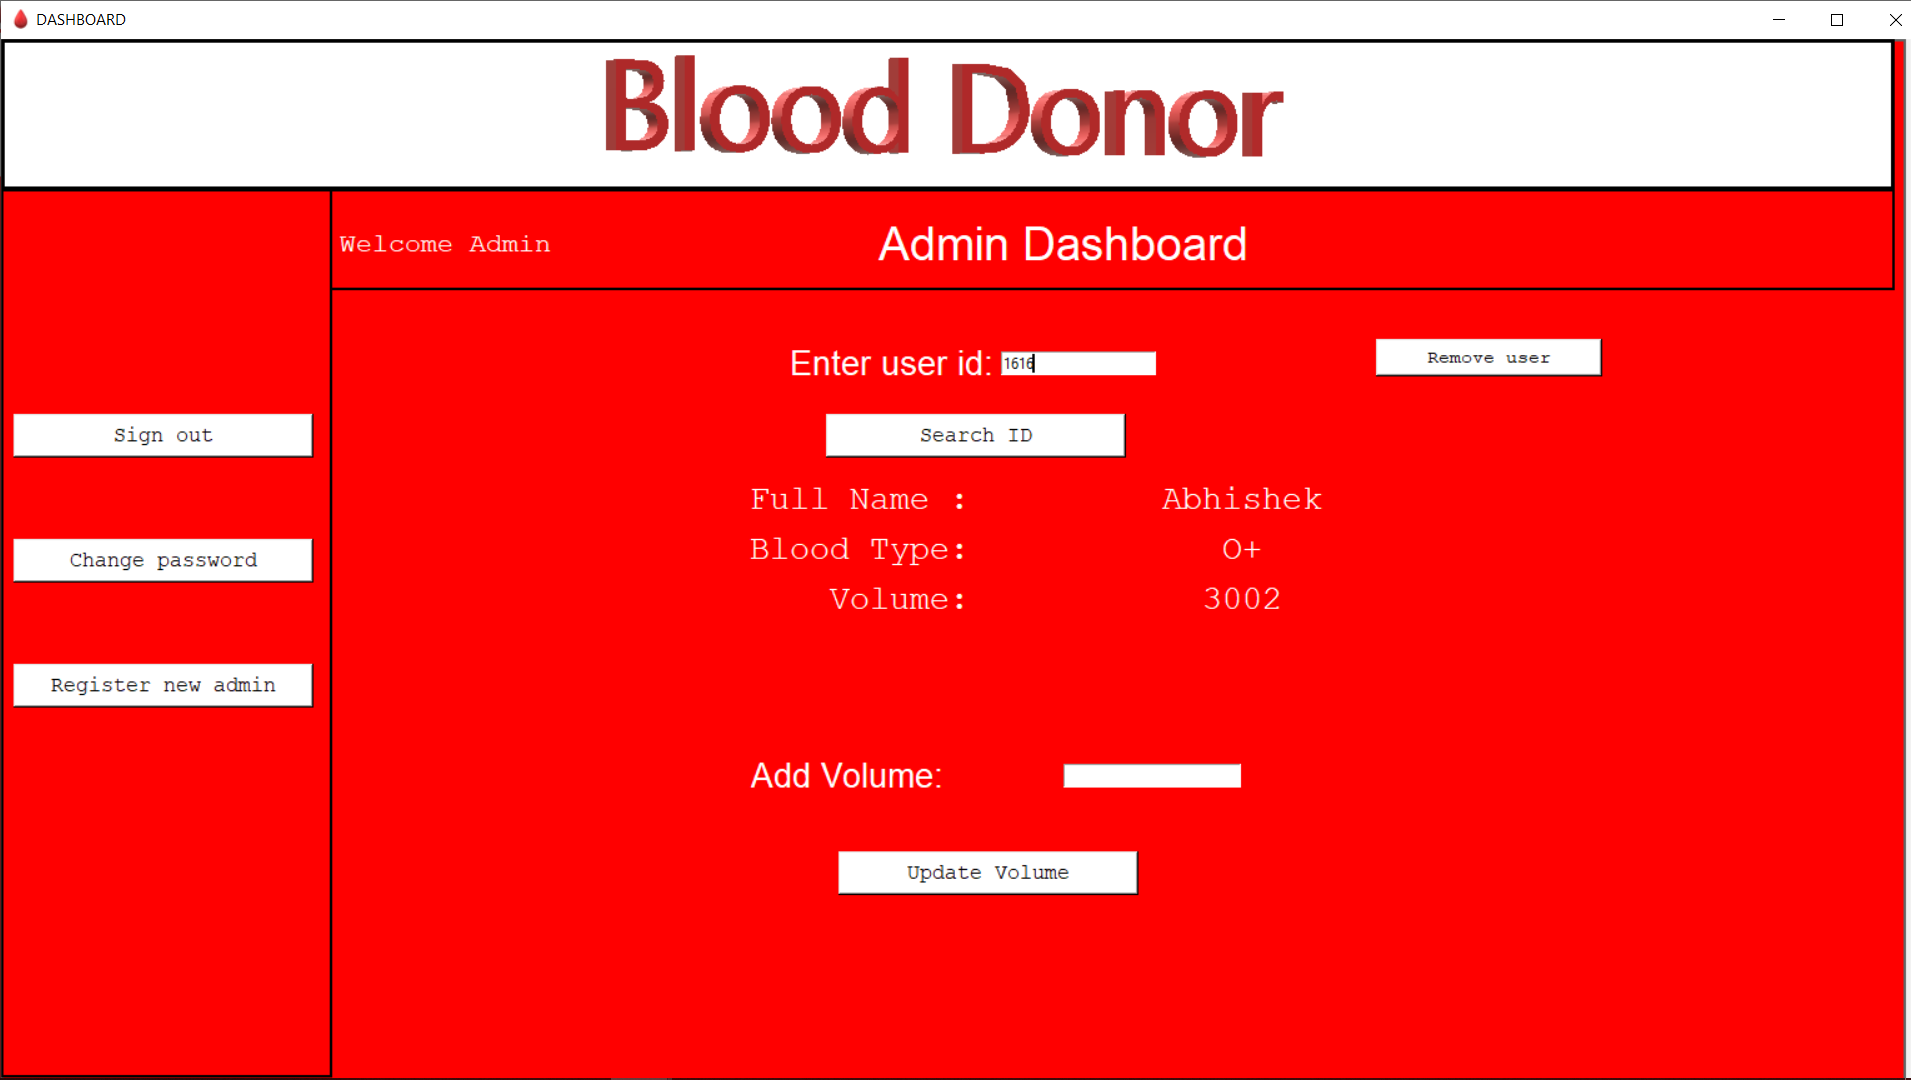 DASHBOARD
Blood Donor
Welcome Admin
Admin Dashboard
Enter user id: 1616
Remove user
Sign out
Search ID
Full Name : Abhishek
Blood Type: O+
Change password
Volume: 3002
Register new admin
Add Volume:
Update Volume